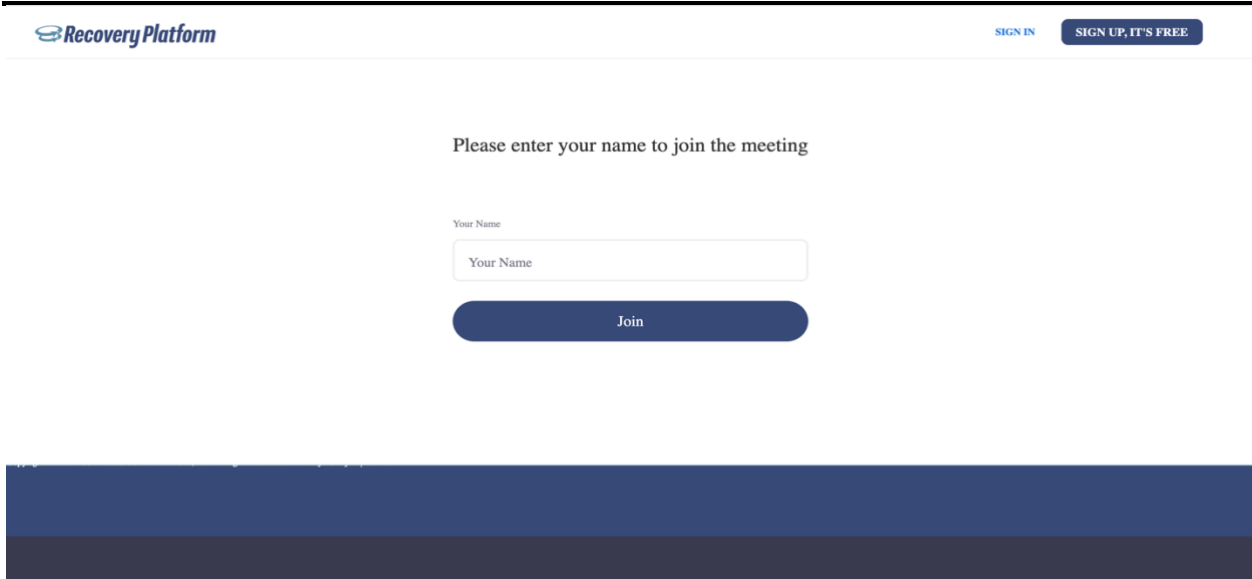 Recovery Platform
SIGN IN
SIGN UP, IT'S FREE
Please enter your name to join the meeting
Your Name
Your Name
Join